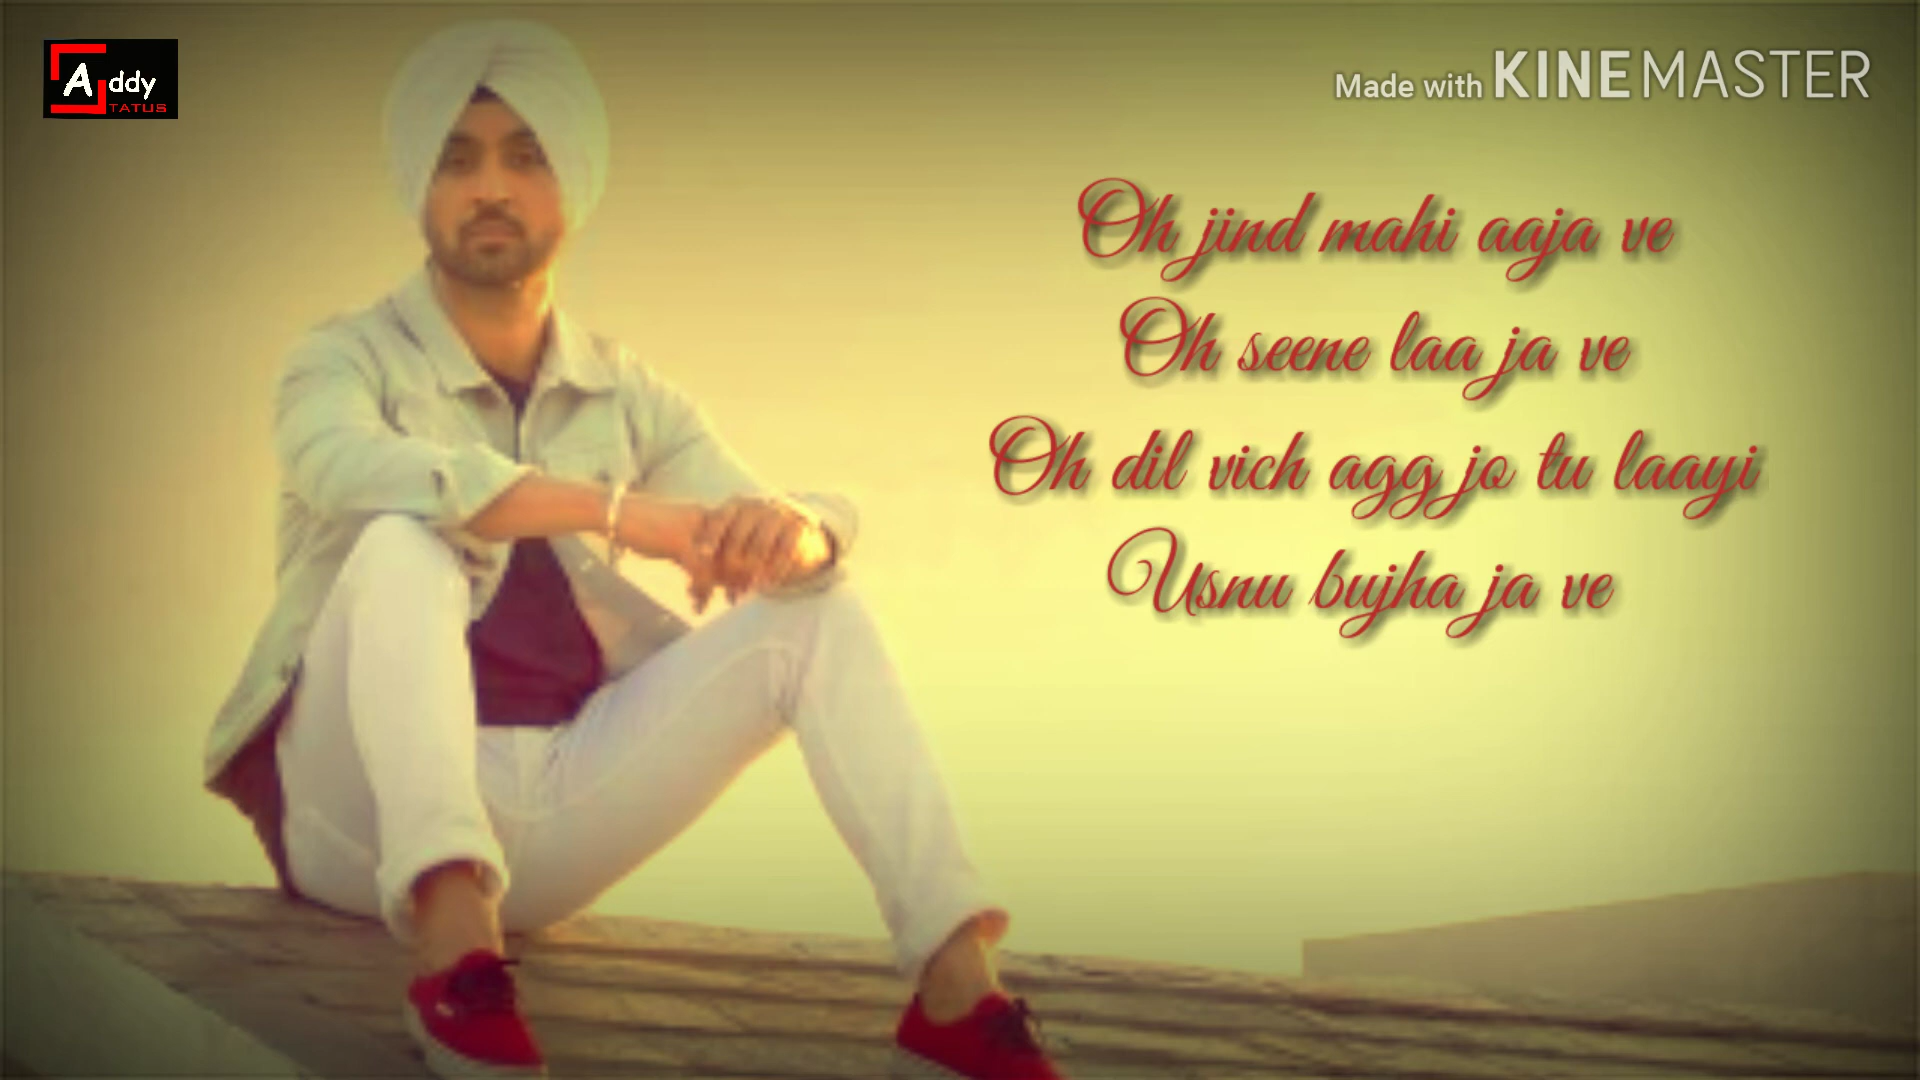 Addy
STATUS
Made with KINEMASTER
Oh jind mahi aaja ve
Oh seene laa ja ve
Oh dil vich agg jo tu laayi
Usnu bujha ja ve